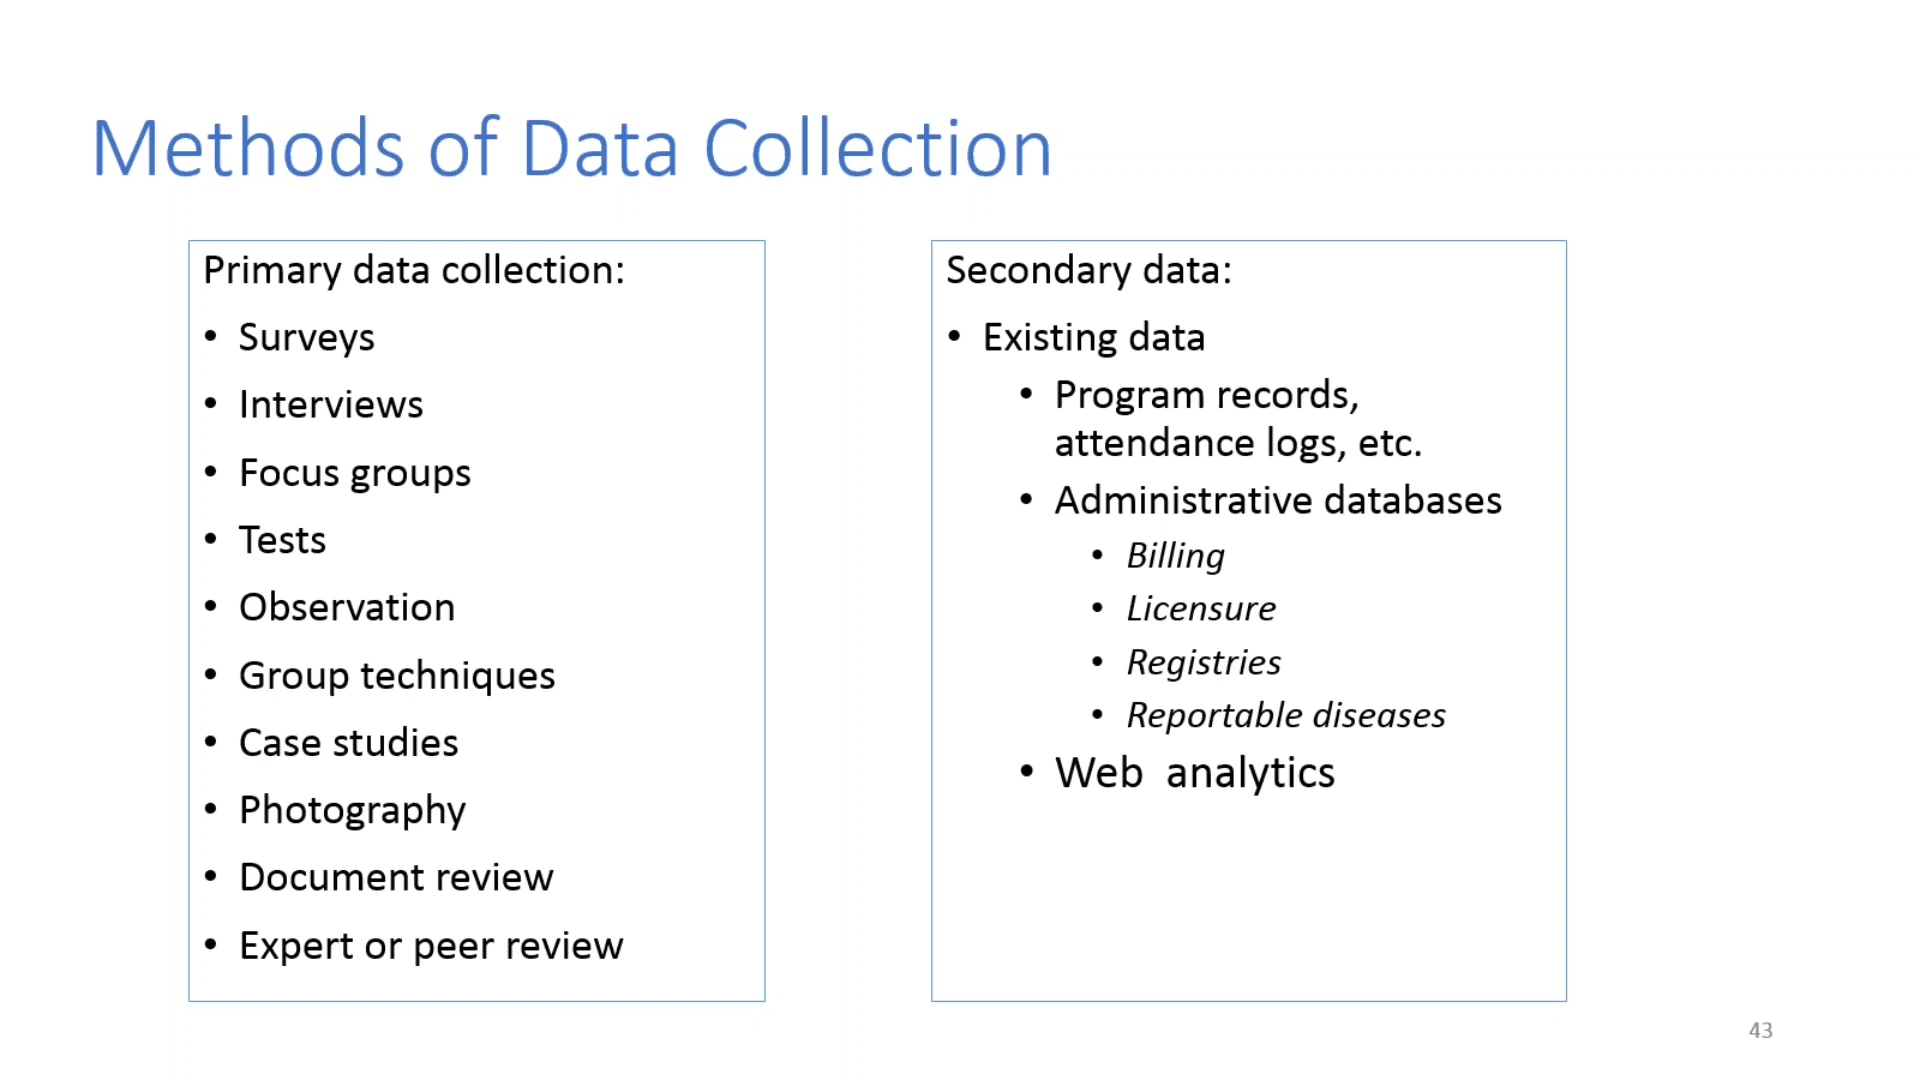 Methods of Data Collection
Primary data collection:
• Surveys
• Interviews
• Focus groups
• Tests
• Observation
• Group techniques
• Case studies
• Photography
• Document review
• Expert or peer review
Secondary data:
• Existing data
• Program records,
attendance logs, etc.
• Administrative databases
• Billing
• Licensure
• Registries
• Reportable diseases
• Web analytics
43